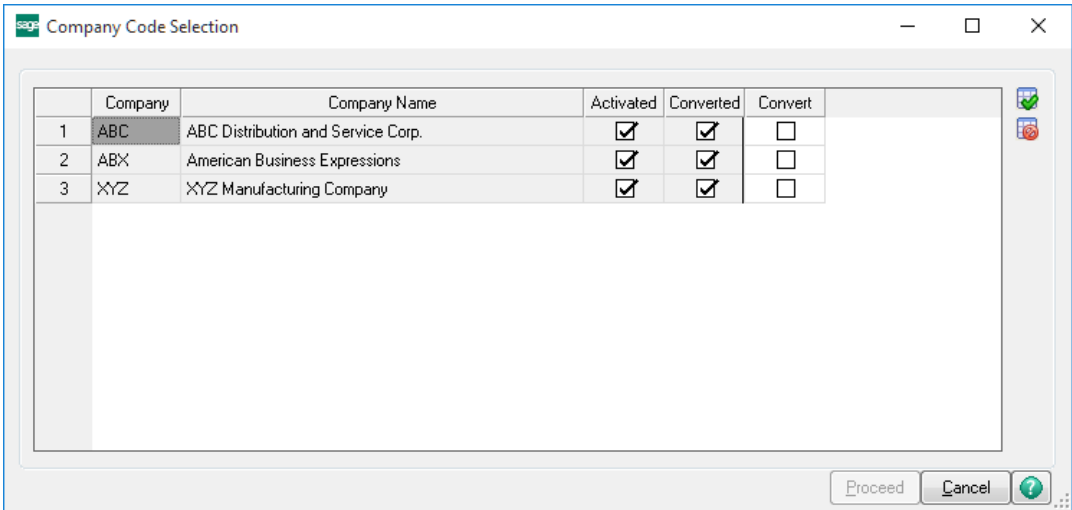 sage Company Code Selection
Company Company Name Activated Converted Convert
1 ABC ABC Distribution and Service Corp.
2 ABX American Business Expressions
3 XYZ XYZ Manufacturing Company
Proceed Cancel ?